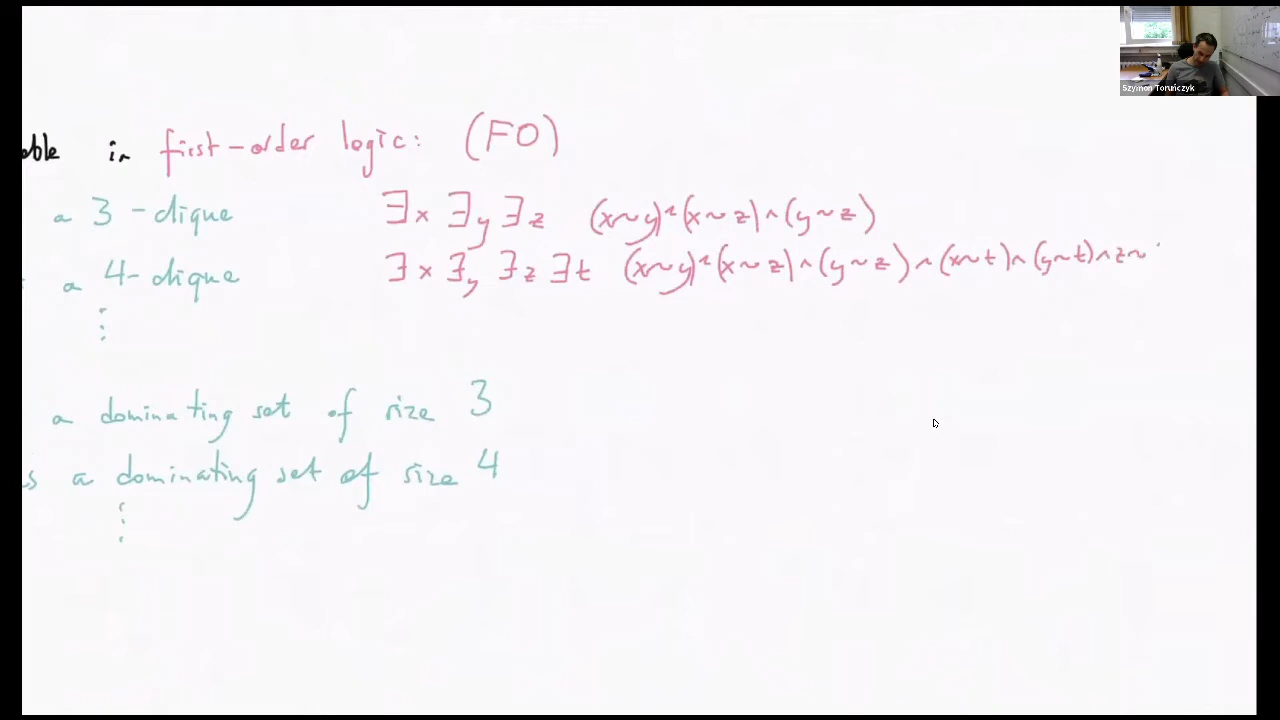 Szymon Toruńczyk
in first-order logic: (FO)
a 3-clique ∃x ∃y ∃z (x~y)∧(x~z)∧(y~z)
a 4-clique ∃x ∃y ∃z ∃t (x~y)∧(x~z)∧(y~z)∧(x~t)∧(y~t)∧z~
⋮
a dominating set of size 3
s a dominating set of size 4
⋮